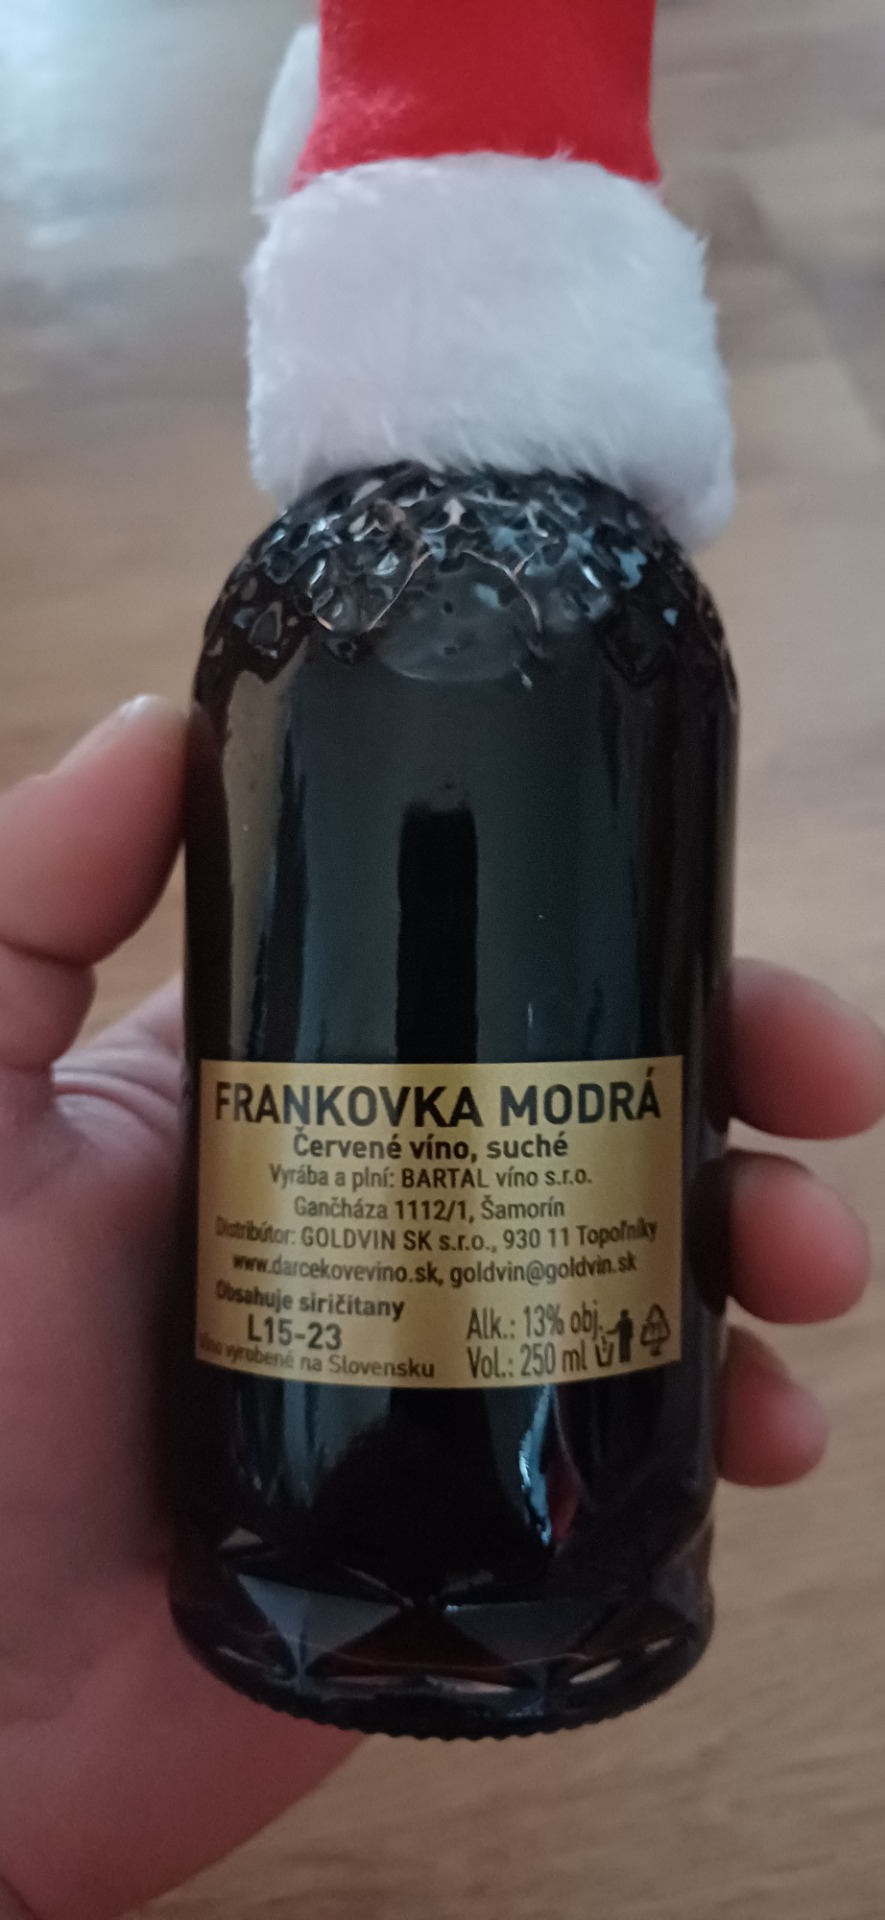 FRANKOVKA MODRÁ
Červené víno, suché
Vyrába a plní: BARTAL víno s.r.o.
Gančháza 1112/1, Šamorín
Distribútor: GOLDVIN SK s.r.o., 930 11 Topoľníky
www.darcekovevino.sk, goldvin@goldvin.sk
Obsahuje siričitany
L15-23
Víno vyrobené na Slovensku
Alk.: 13% obj.
Vol.: 250 ml